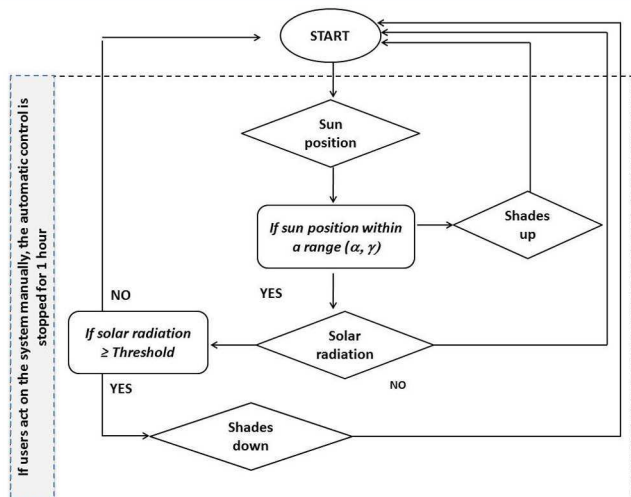 START
Sun
position
If sun position within
a range (α, γ)
Shades
up
YES
NO
If solar radiation
≥ Threshold
Solar
radiation
YES
NO
Shades
down
If users act on the system manually, the automatic control is
stopped for 1 hour